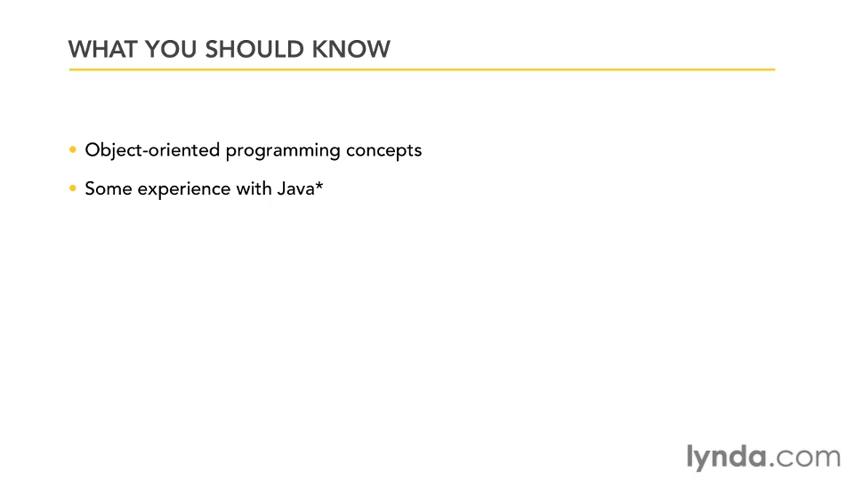 WHAT YOU SHOULD KNOW
• Object-oriented programming concepts
• Some experience with Java*
lynda.com